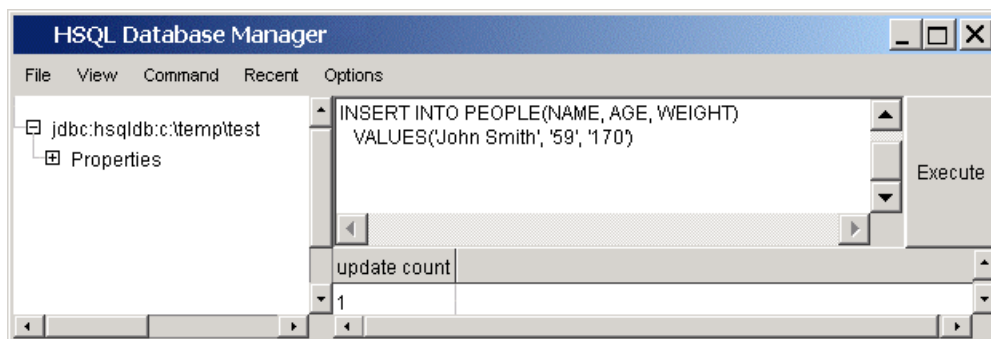 HSQL Database Manager
File View Command Recent Options
jdbc:hsqldb:c:\temp\test
Properties
INSERT INTO PEOPLE(NAME, AGE, WEIGHT)
VALUES('John Smith', '59', '170')
Execute
update count
1